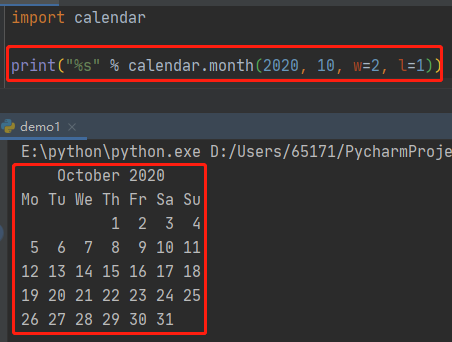 import calendar
print("%s" % calendar.month(2020, 10, w=2, l=1))
demo1 ×
E:\python\python.exe D:/Users/65171/PycharmProje
    October 2020
Mo Tu We Th Fr Sa Su
          1  2  3  4
 5  6  7  8  9 10 11
12 13 14 15 16 17 18
19 20 21 22 23 24 25
26 27 28 29 30 31